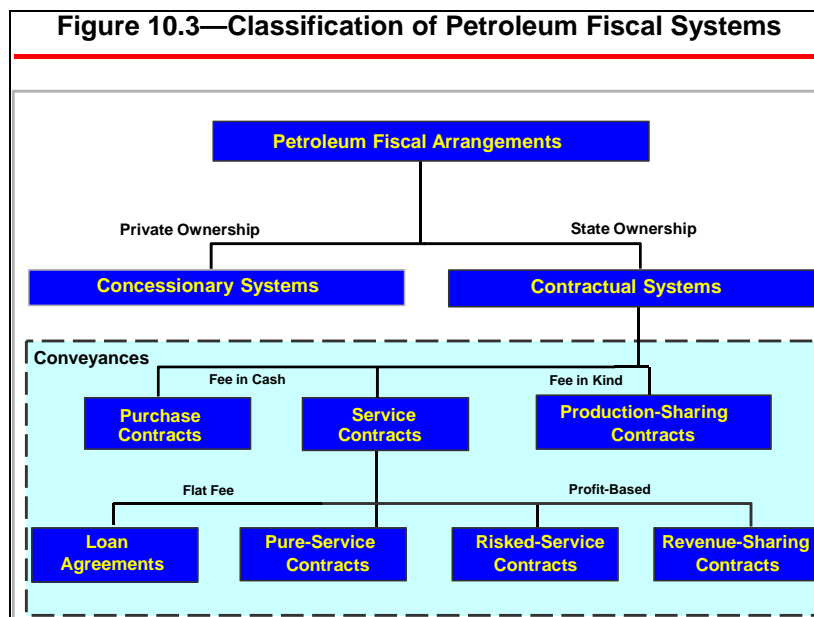 Figure 10.3—Classification of Petroleum Fiscal Systems
Petroleum Fiscal Arrangements
Private Ownership
State Ownership
Concessionary Systems
Contractual Systems
Conveyances
Fee in Cash
Fee in Kind
Purchase
Contracts
Service
Contracts
Production-Sharing
Contracts
Flat Fee
Profit-Based
Loan
Agreements
Pure-Service
Contracts
Risked-Service
Contracts
Revenue-Sharing
Contracts